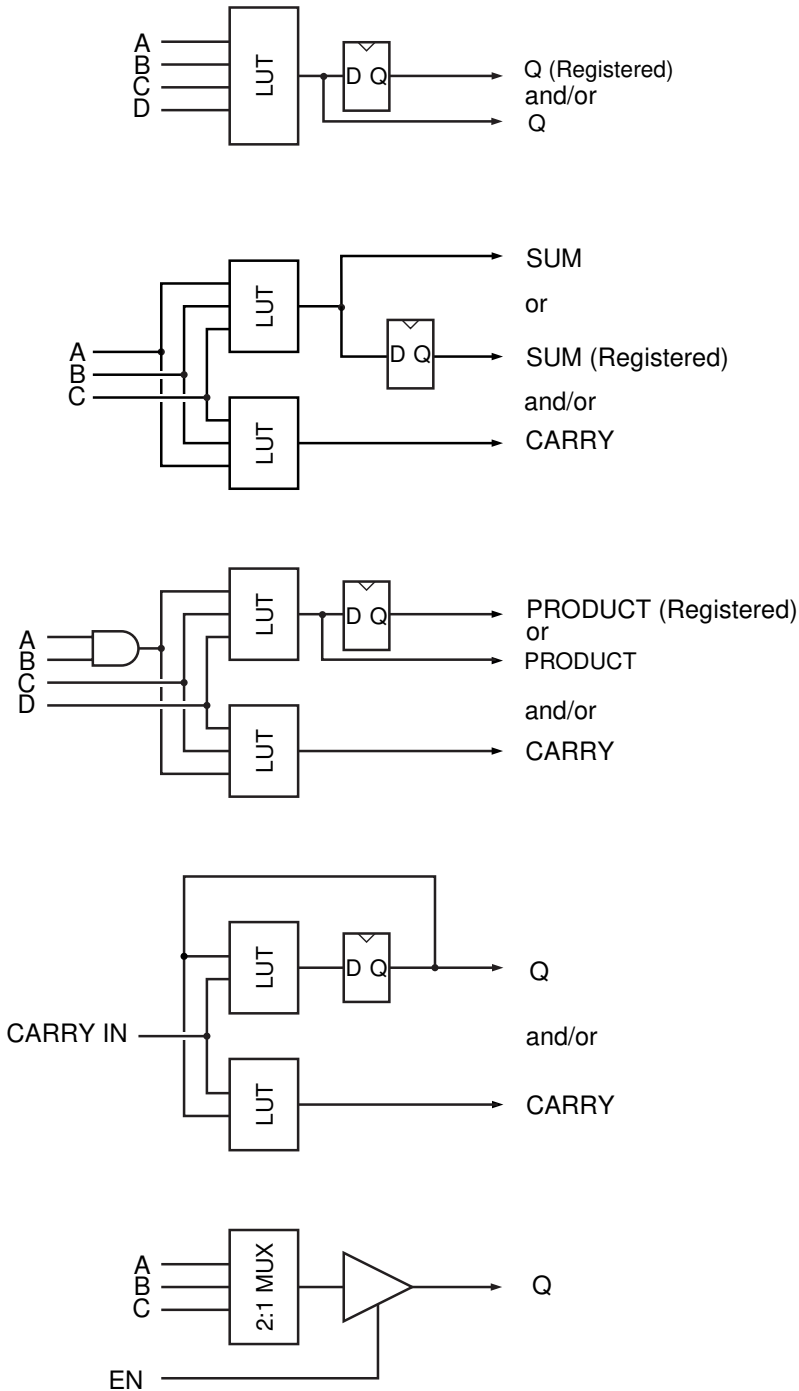 A
B
C
D
LUT
D Q
Q (Registered)
and/or
Q
A
B
C
LUT
LUT
D Q
SUM
or
SUM (Registered)
and/or
CARRY
A
B
C
D
LUT
LUT
D Q
PRODUCT (Registered)
or
PRODUCT
and/or
CARRY
CARRY IN
LUT
LUT
D Q
Q
and/or
CARRY
A
B
C
EN
2:1 MUX
Q